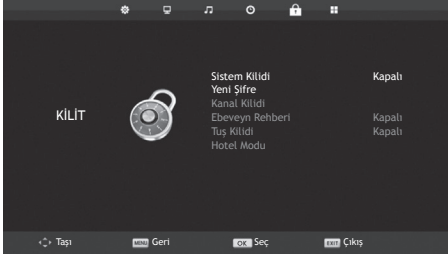 KİLİT
Sistem Kilidi Kapalı
Yeni Şifre
Kanal Kilidi
Ebeveyn Rehberi Kapalı
Tuş Kilidi Kapalı
Hotel Modu
Taşı MENU Geri OK Seç EXIT Çıkış